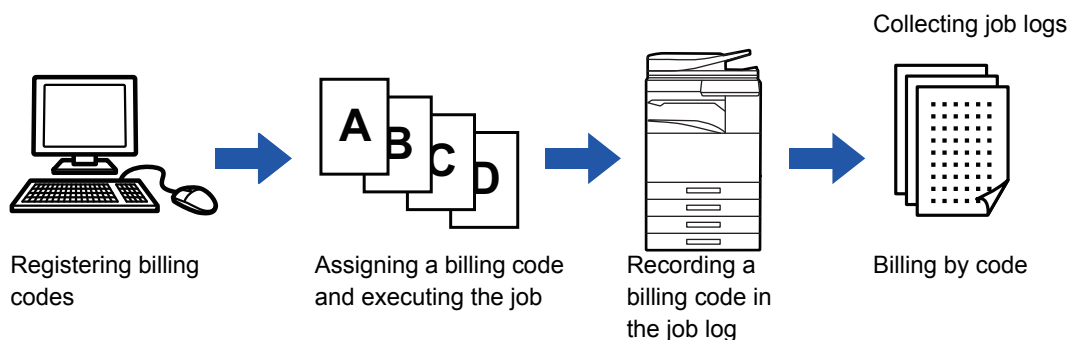 Collecting job logs
A
B
C
D
Registering billing
codes
Assigning a billing code
and executing the job
Recording a
billing code in
the job log
Billing by code